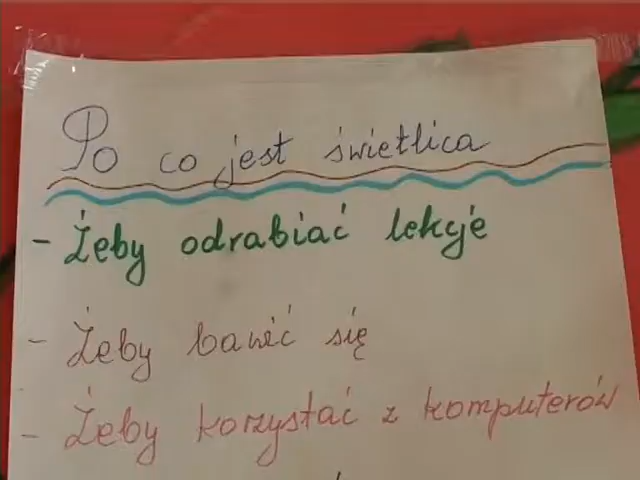 Po co jest świetlica
- Żeby odrabiać lekcje
- Żeby bawić się
- Żeby korzystać z komputerów